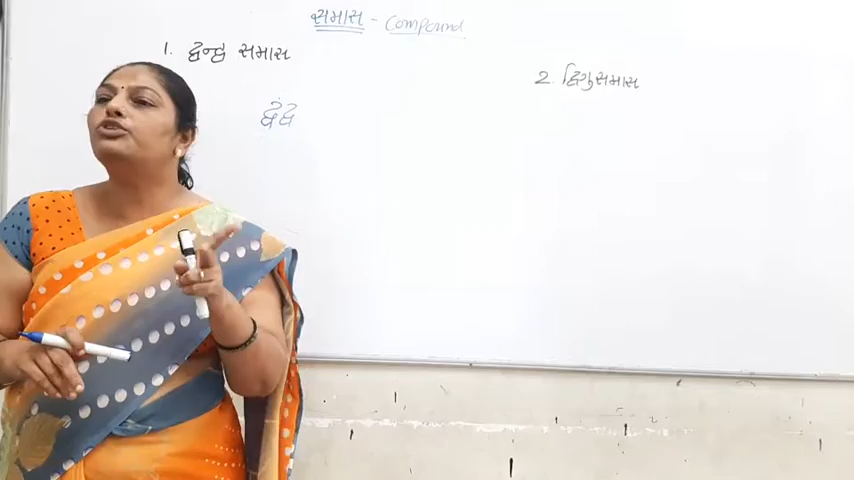 સમાસ - Compound
1. દ્વન્દ્વ સમાસ
2. દ્વિગુસમાસ
દ્વંદ્વ